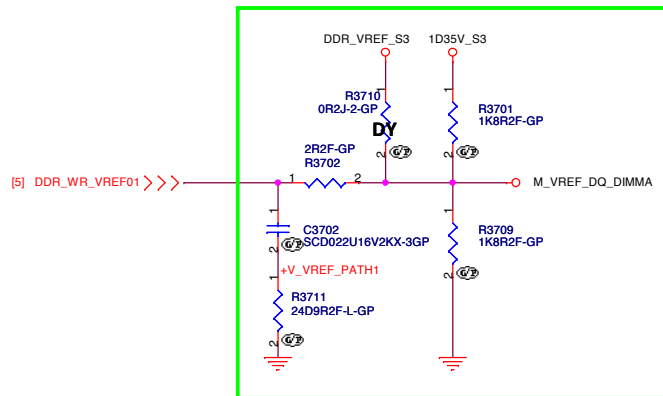 DDR_VREF_S3 1D35V_S3
1
R3710
0R2J-2-GP
DY
2
G/P
1
R3701
1K8R2F-GP
2
G/P
2R2F-GP
R3702
1 2
[5] DDR_WR_VREF01
M_VREF_DQ_DIMMA
1
C3702
SCD022U16V2KX-3GP
2
G/P
+V_VREF_PATH1
1
R3711
24D9R2F-L-GP
2
G/P
1
R3709
1K8R2F-GP
2
G/P